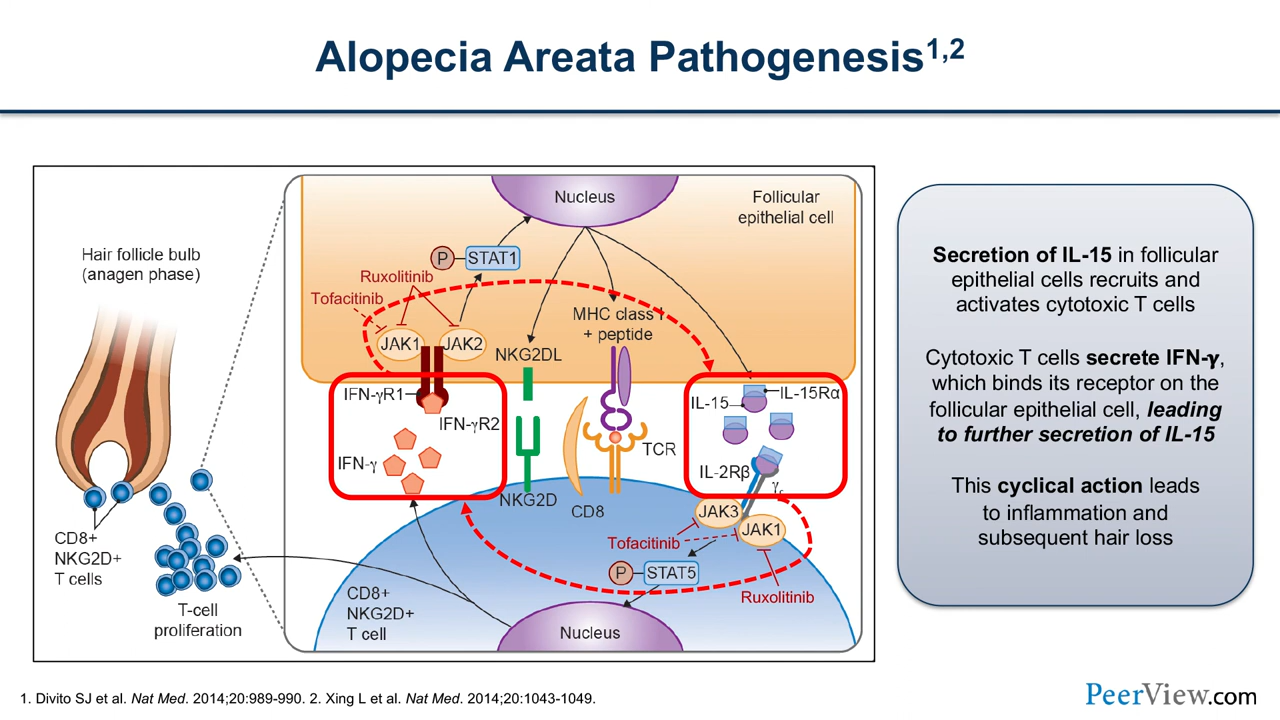 Alopecia Areata Pathogenesis1,2
Hair follicle bulb
(anagen phase)
CD8+
NKG2D+
T cells
T-cell
proliferation
Nucleus
Follicular
epithelial cell
P
STAT1
Ruxolitinib
Tofacitinib
JAK1
JAK2
NKG2DL
MHC class I
+ peptide
IFN-γR1
IFN-γR2
IFN-γ
NKG2D
CD8
TCR
IL-15
IL-15Rα
IL-2Rβ
γc
JAK3
JAK1
Tofacitinib
P
STAT5
Ruxolitinib
CD8+
NKG2D+
T cell
Nucleus
Secretion of IL-15 in follicular
epithelial cells recruits and
activates cytotoxic T cells
Cytotoxic T cells secrete IFN-γ,
which binds its receptor on the
follicular epithelial cell, leading
to further secretion of IL-15
This cyclical action leads
to inflammation and
subsequent hair loss
1. Divito SJ et al. Nat Med. 2014;20:989-990. 2. Xing L et al. Nat Med. 2014;20:1043-1049.
PeerView.com